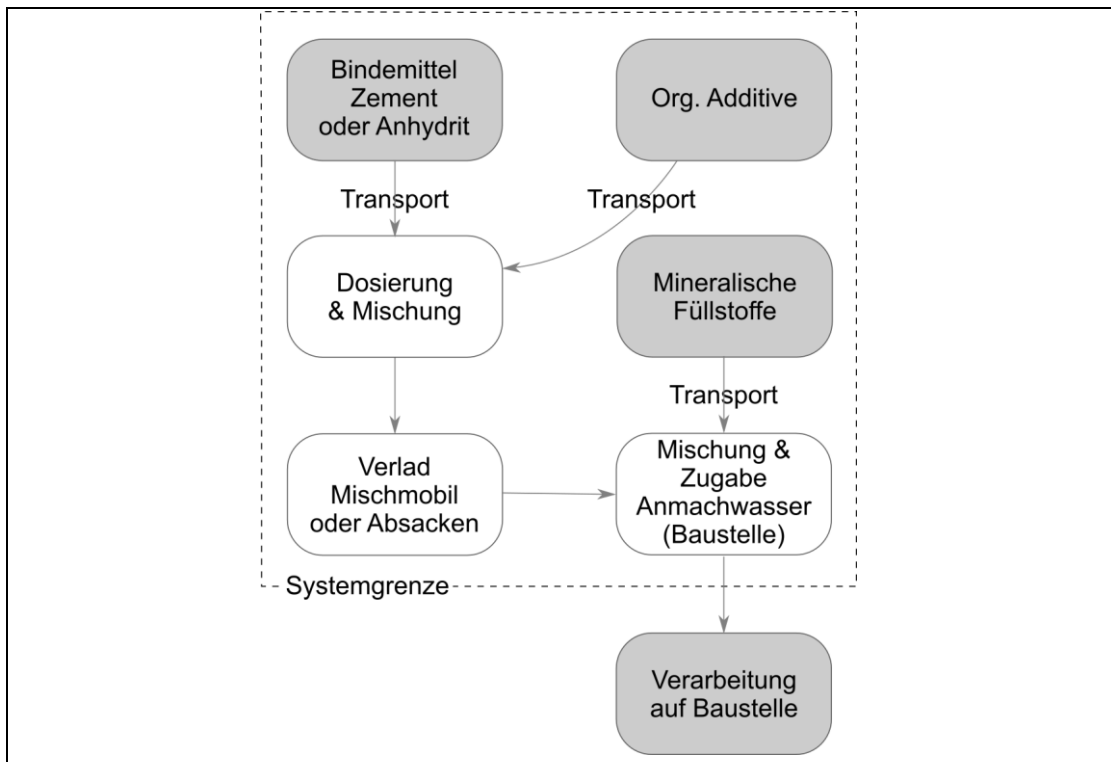 Bindemittel
Zement
oder Anhydrit
Org. Additive
Transport
Transport
Dosierung
& Mischung
Mineralische
Füllstoffe
Transport
Verlad
Mischmobil
oder Absacken
Mischung &
Zugabe
Anmachwasser
(Baustelle)
Systemgrenze
Verarbeitung
auf Baustelle